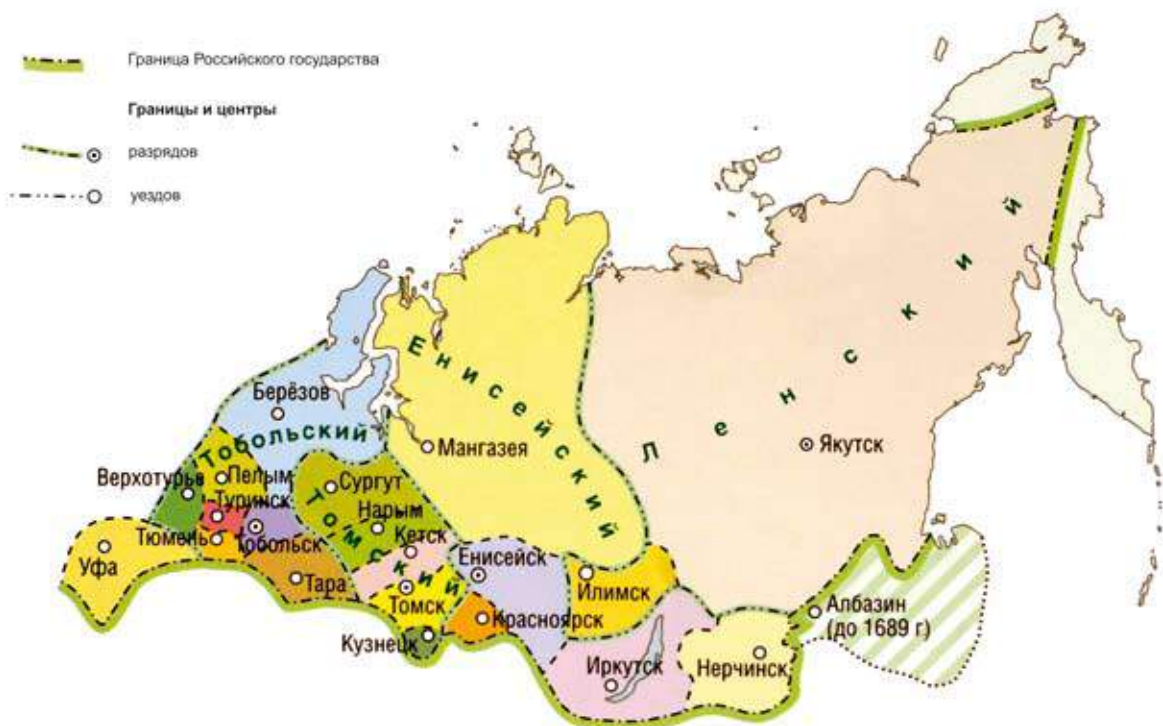 Граница Российского государства
Границы и центры
разрядов
уездов
Енисейский
Ленский
Берёзов
Тобольский
Мангазея
Якутск
Верхотурье
Пелым
Сургут
Томский
Туринск
Нарым
Тюмень
Тобольск
Кетск
Уфа
Тара
Енисейск
Илимск
Томск
Красноярск
Албазин
(до 1689 г.)
Кузнецк
Иркутск
Нерчинск